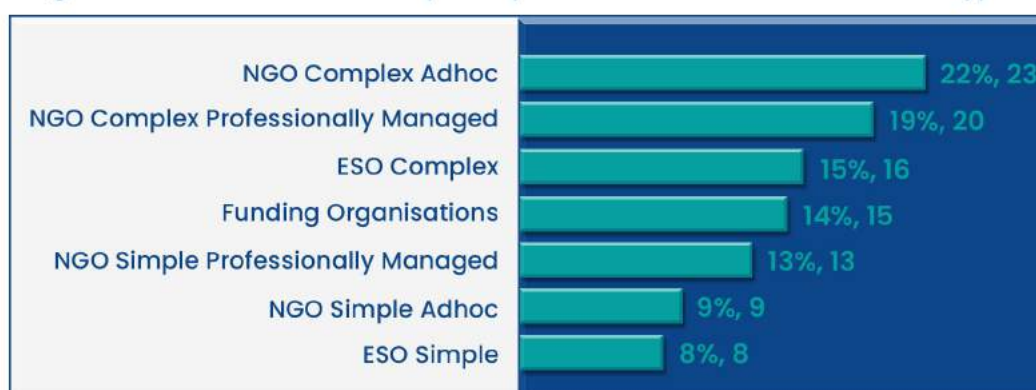 NGO Complex Adhoc 22%, 23
NGO Complex Professionally Managed 19%, 20
ESO Complex 15%, 16
Funding Organisations 14%, 15
NGO Simple Professionally Managed 13%, 13
NGO Simple Adhoc 9%, 9
ESO Simple 8%, 8